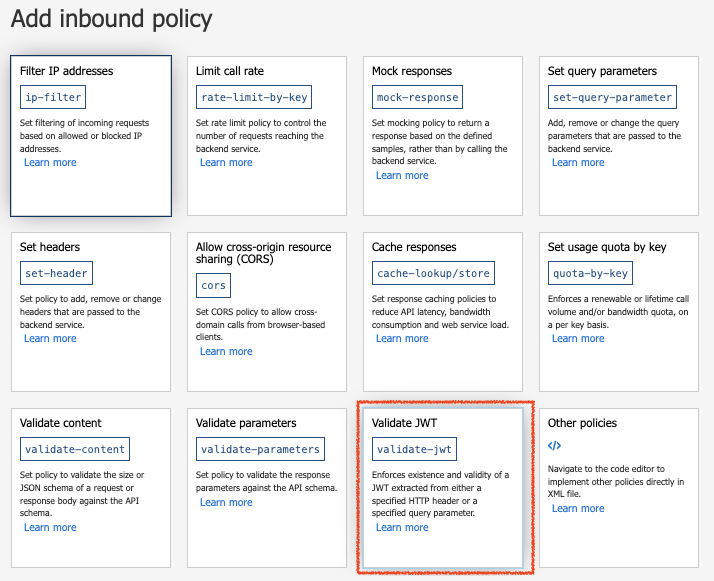 Add inbound policy
Filter IP addresses
ip-filter
Set filtering of incoming requests
based on allowed or blocked IP
addresses.
Learn more
Limit call rate
rate-limit-by-key
Set rate limit policy to control the
number of requests reaching the
backend service.
Learn more
Mock responses
mock-response
Set mocking policy to return a
response based on the defined
samples, rather than by calling the
backend service.
Learn more
Set query parameters
set-query-parameter
Add, remove or change the query
parameters that are passed to the
backend service.
Learn more
Set headers
set-header
Set policy to add, remove or change
headers that are passed to the
backend service.
Learn more
Allow cross-origin resource
sharing (CORS)
cors
Set CORS policy to allow cross-
domain calls from browser-based
clients.
Learn more
Cache responses
cache-lookup/store
Set response caching policies to
reduce API latency, bandwidth
consumption and web service load.
Learn more
Set usage quota by key
quota-by-key
Enforces a renewable or lifetime call
volume and/or bandwidth quota, on
a per key basis.
Learn more
Validate content
validate-content
Set policy to validate the size or
JSON schema of a request or
response body against the API
schema.
Learn more
Validate parameters
validate-parameters
Set policy to validate the response
parameters against the API schema.
Learn more
Validate JWT
validate-jwt
Enforces existence and validity of a
JWT extracted from either a
specified HTTP header or a
specified query parameter.
Learn more
Other policies
</>
Navigate to the code editor to
implement other policies directly in
XML file.
Learn more